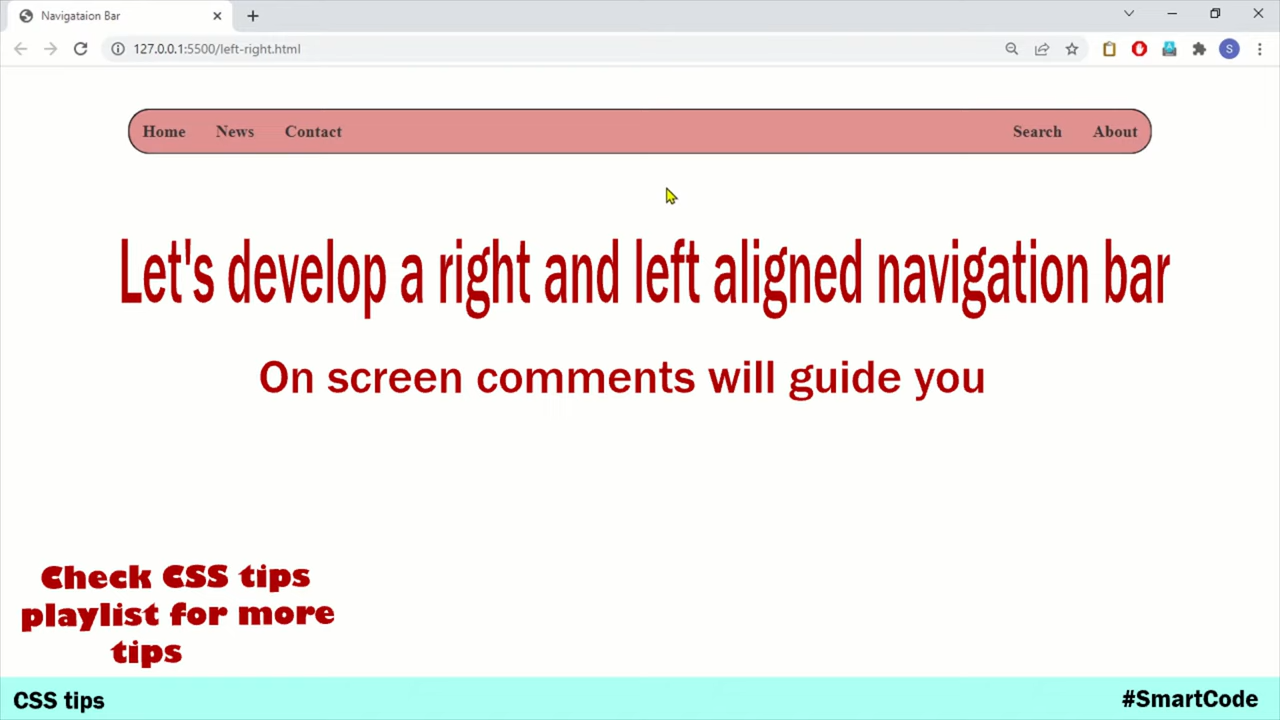 Navigataion Bar
127.0.0.1:5500/left-right.html
S
Home News Contact Search About
Let's develop a right and left aligned navigation bar
On screen comments will guide you
Check CSS tips
playlist for more
tips
CSS tips #SmartCode